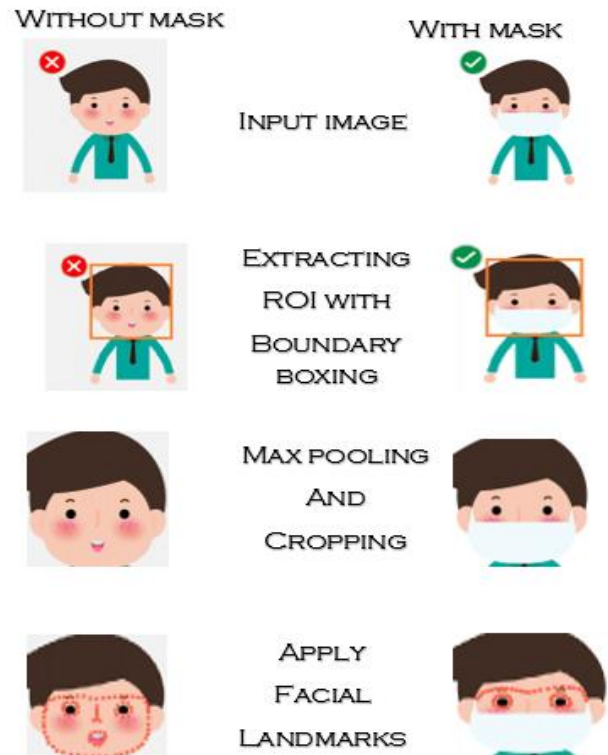 WITHOUT MASK
WITH MASK
INPUT IMAGE
EXTRACTING
ROI WITH
BOUNDARY
BOXING
MAX POOLING
AND
CROPPING
APPLY
FACIAL
LANDMARKS